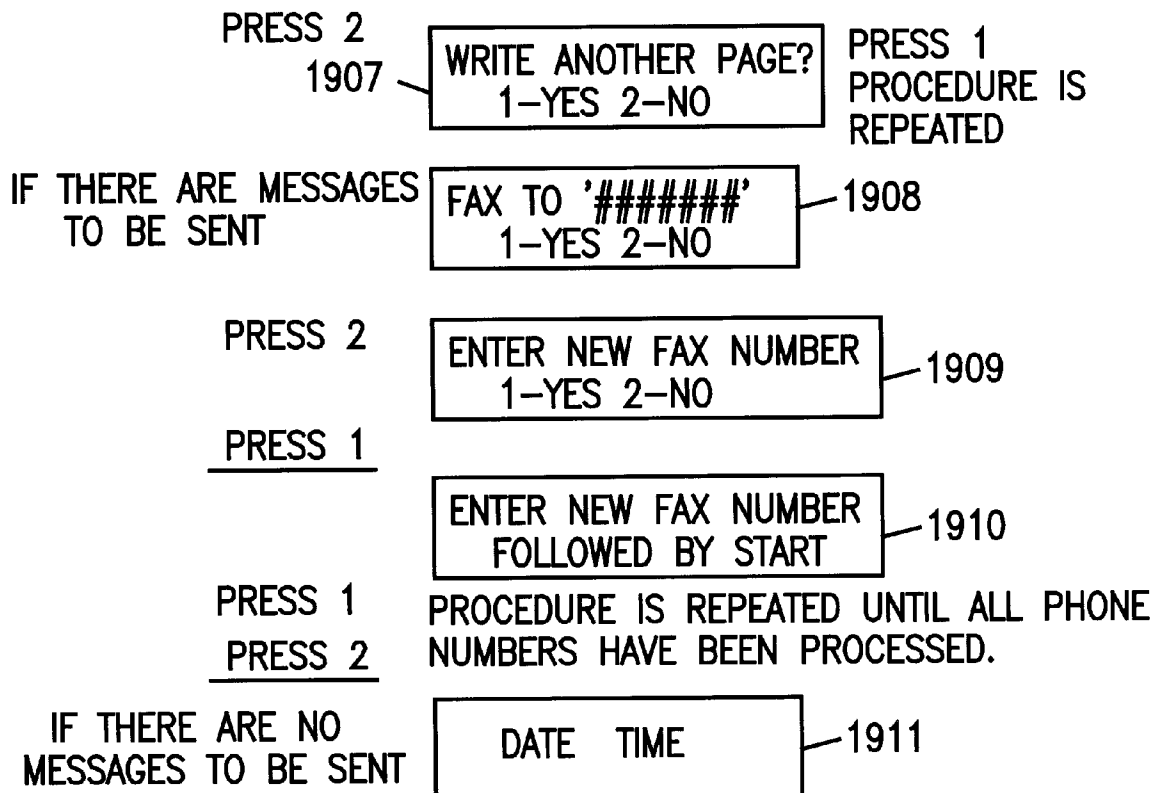 PRESS 2
1907
WRITE ANOTHER PAGE?
1–YES 2–NO
PRESS 1
PROCEDURE IS
REPEATED
IF THERE ARE MESSAGES
TO BE SENT
FAX TO '#######'
1–YES 2–NO
1908
PRESS 2
ENTER NEW FAX NUMBER
1–YES 2–NO
1909
PRESS 1
ENTER NEW FAX NUMBER
FOLLOWED BY START
1910
PRESS 1
PRESS 2
PROCEDURE IS REPEATED UNTIL ALL PHONE
NUMBERS HAVE BEEN PROCESSED.
IF THERE ARE NO
MESSAGES TO BE SENT
DATE TIME
1911